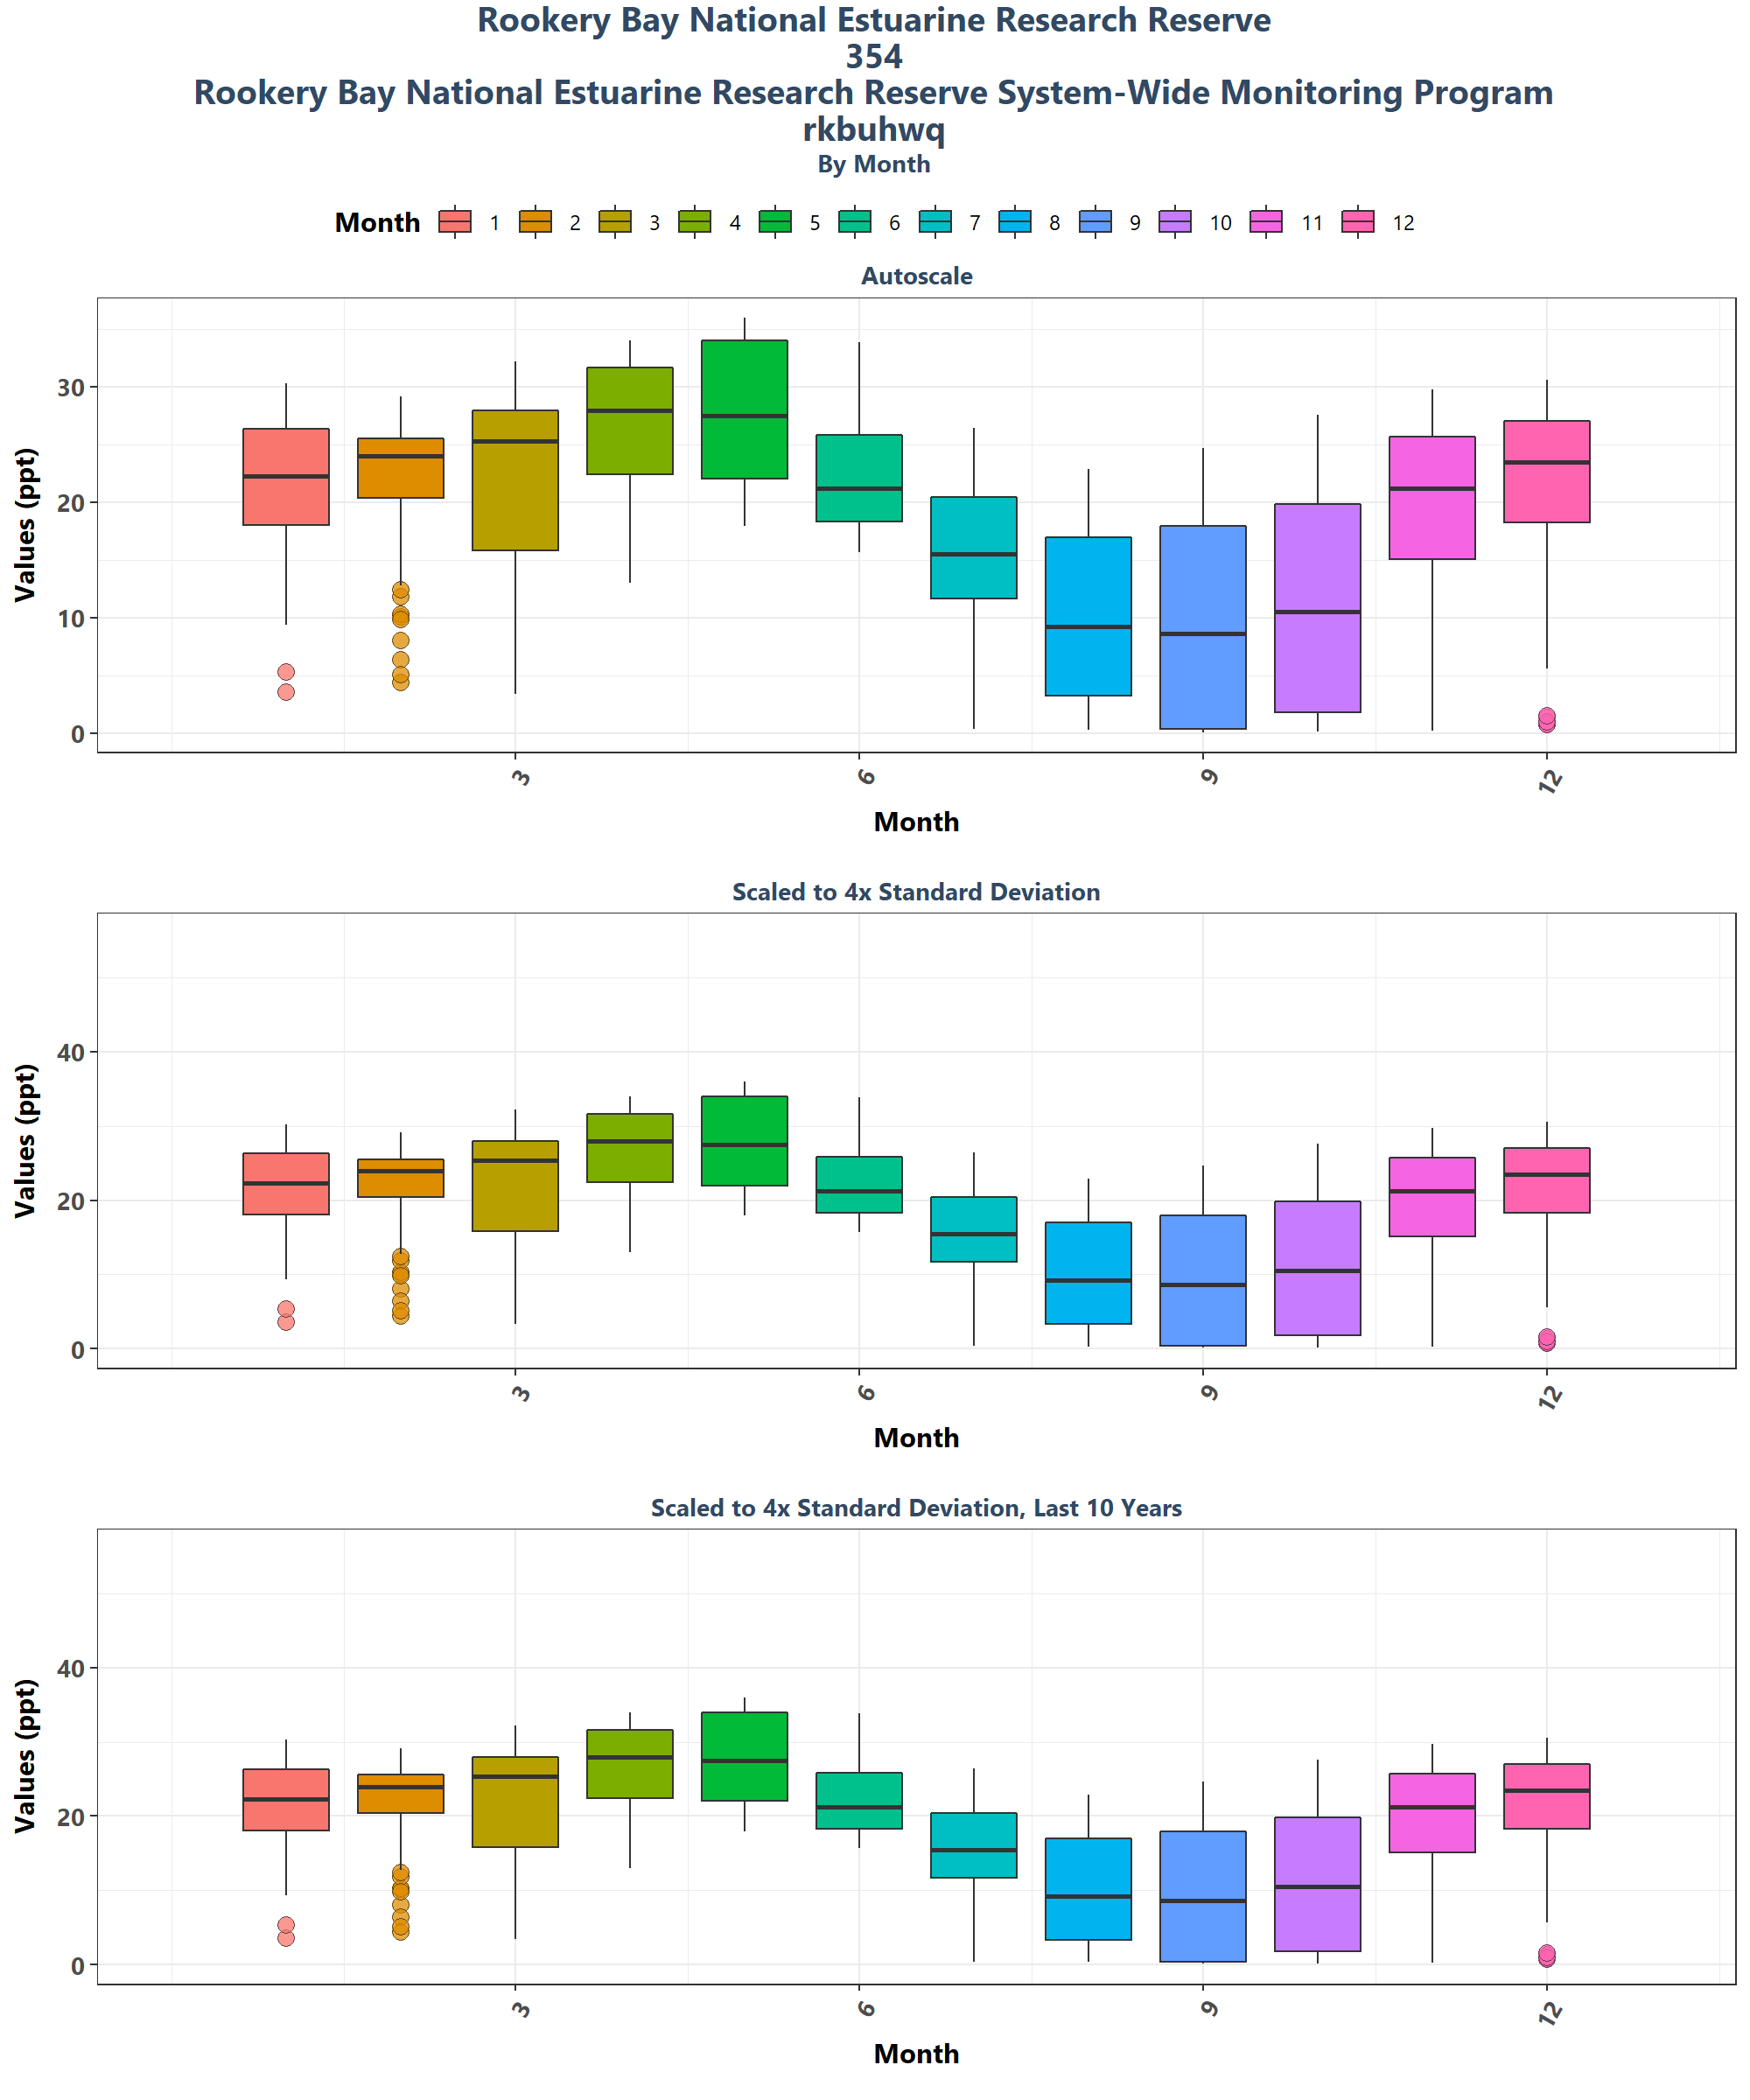 Rookery Bay National Estuarine Research Reserve
354
Rookery Bay National Estuarine Research Reserve System-Wide Monitoring Program
rkbuhwq
By Month
Month 1 2 3 4 5 6 7 8 9 10 11 12
Autoscale
Values (ppt)
30
20
10
0
3 6 9 12
Month
Scaled to 4x Standard Deviation
Values (ppt)
40
20
0
3 6 9 12
Month
Scaled to 4x Standard Deviation, Last 10 Years
Values (ppt)
40
20
0
3 6 9 12
Month